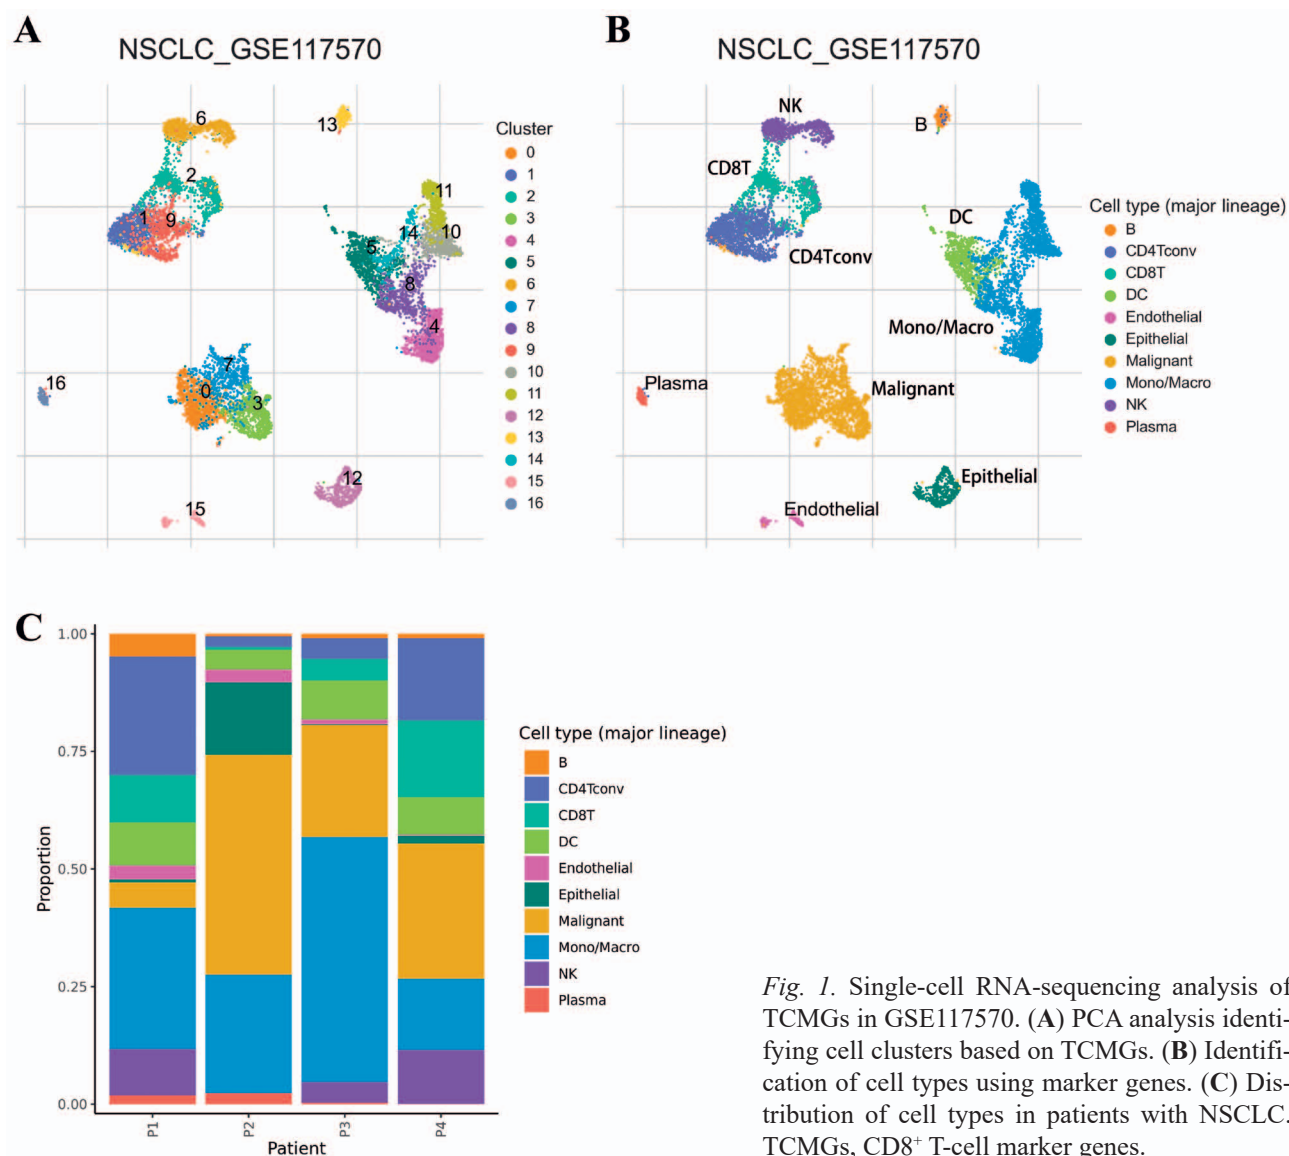 A
NSCLC_GSE117570
6
13
2
11
1
9
14
10
5
8
4
7
16
0
3
12
15
Cluster
0
1
2
3
4
5
6
7
8
9
10
11
12
13
14
15
16
B
NSCLC_GSE117570
NK
B
CD8T
DC
CD4Tconv
Mono/Macro
Plasma
Malignant
Epithelial
Endothelial
Cell type (major lineage)
B
CD4Tconv
CD8T
DC
Endothelial
Epithelial
Malignant
Mono/Macro
NK
Plasma
C
1.00
0.75
0.50
0.25
0.00
Proportion
P1
P2
P3
P4
Patient
Cell type (major lineage)
B
CD4Tconv
CD8T
DC
Endothelial
Epithelial
Malignant
Mono/Macro
NK
Plasma
Fig. 1. Single-cell RNA-sequencing analysis of
TCMGs in GSE117570. (A) PCA analysis identi-
fying cell clusters based on TCMGs. (B) Identifi-
cation of cell types using marker genes. (C) Dis-
tribution of cell types in patients with NSCLC.
TCMGs, CD8⁺ T-cell marker genes.